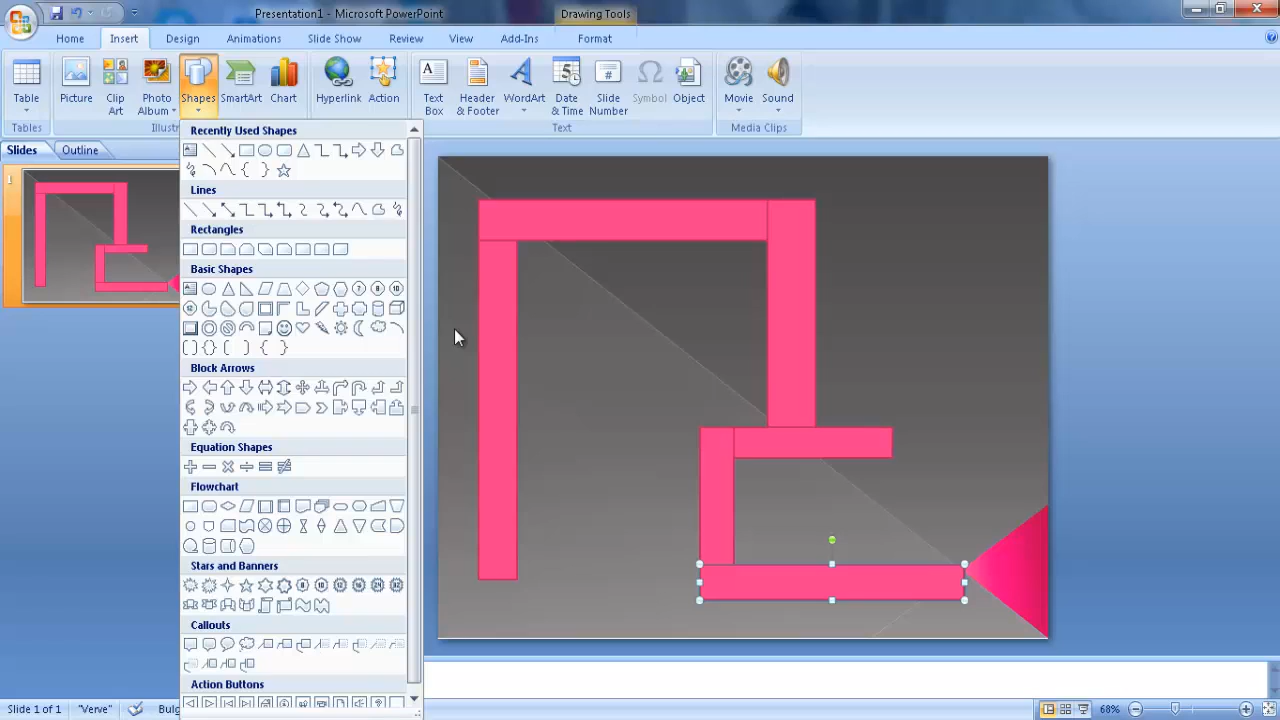 Presentation1 - Microsoft PowerPoint
Drawing Tools
Home Insert Design Animations Slide Show Review View Add-Ins Format
Table
Picture
Clip Art
Photo Album
Shapes
SmartArt
Chart
Hyperlink
Action
Text Box
Header & Footer
WordArt
Date & Time
Slide Number
Symbol
Object
Movie
Sound
Tables
Illustr
Text
Media Clips
Slides Outline
1
Recently Used Shapes
Lines
Rectangles
Basic Shapes
Block Arrows
Equation Shapes
Flowchart
Stars and Banners
Callouts
Action Buttons
Slide 1 of 1 "Verve" Bulg
68%